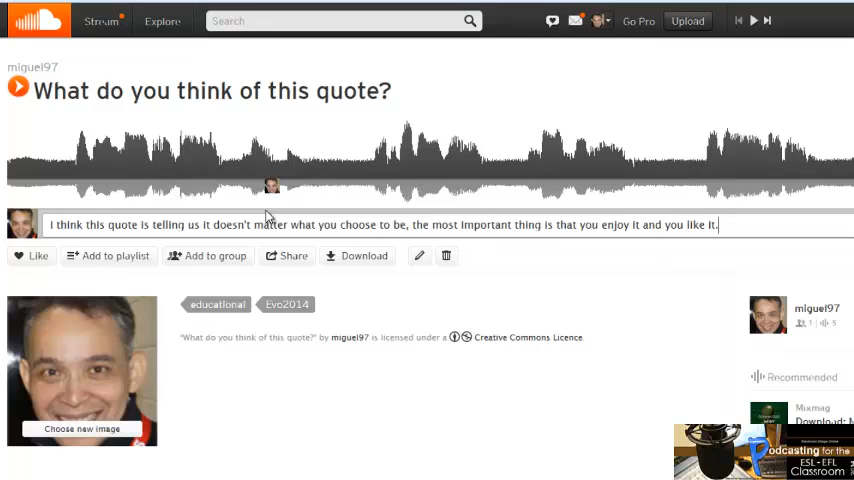 Stream
Explore
Search
Go Pro
Upload
miguel97
What do you think of this quote?
I think this quote is telling us it doesn't matter what you choose to be, the most important thing is that you enjoy it and you like it.
Like
Add to playlist
Add to group
Share
Download
educational
Evo2014
miguel97
1
5
"What do you think of this quote?" by miguel97 is licensed under a Creative Commons Licence.
Recommended
Mixmag
Download:
Choose new image
Podcasting for the
ESL-EFL
Classroom